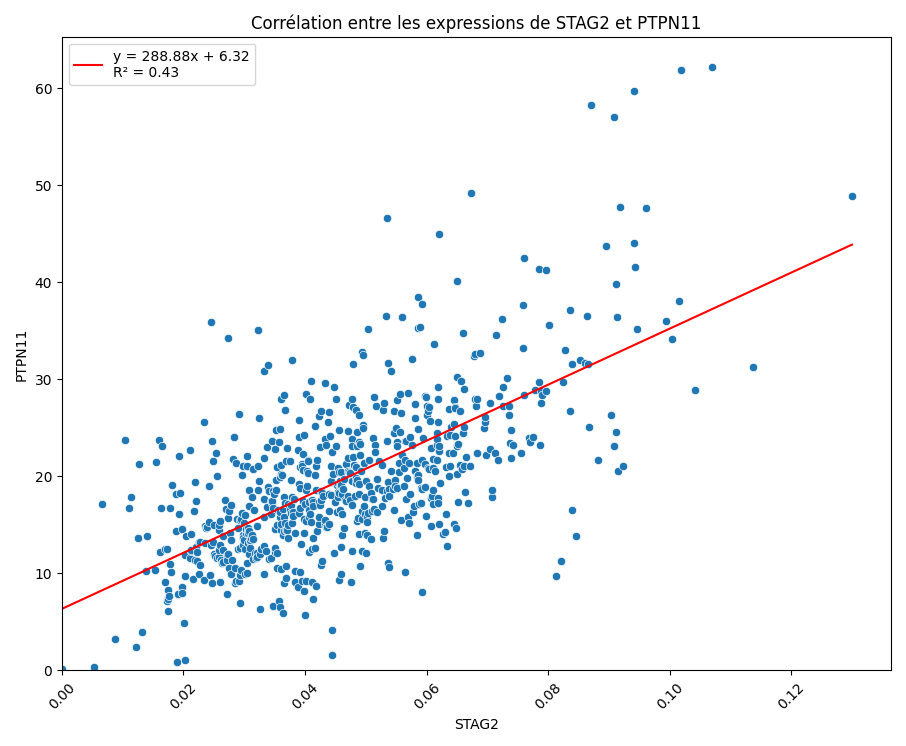 Corrélation entre les expressions de STAG2 et PTPN11
y = 288.88x + 6.32
R² = 0.43
60
50
40
30
20
10
0
PTPN11
0.00
0.02
0.04
0.06
0.08
0.10
0.12
STAG2